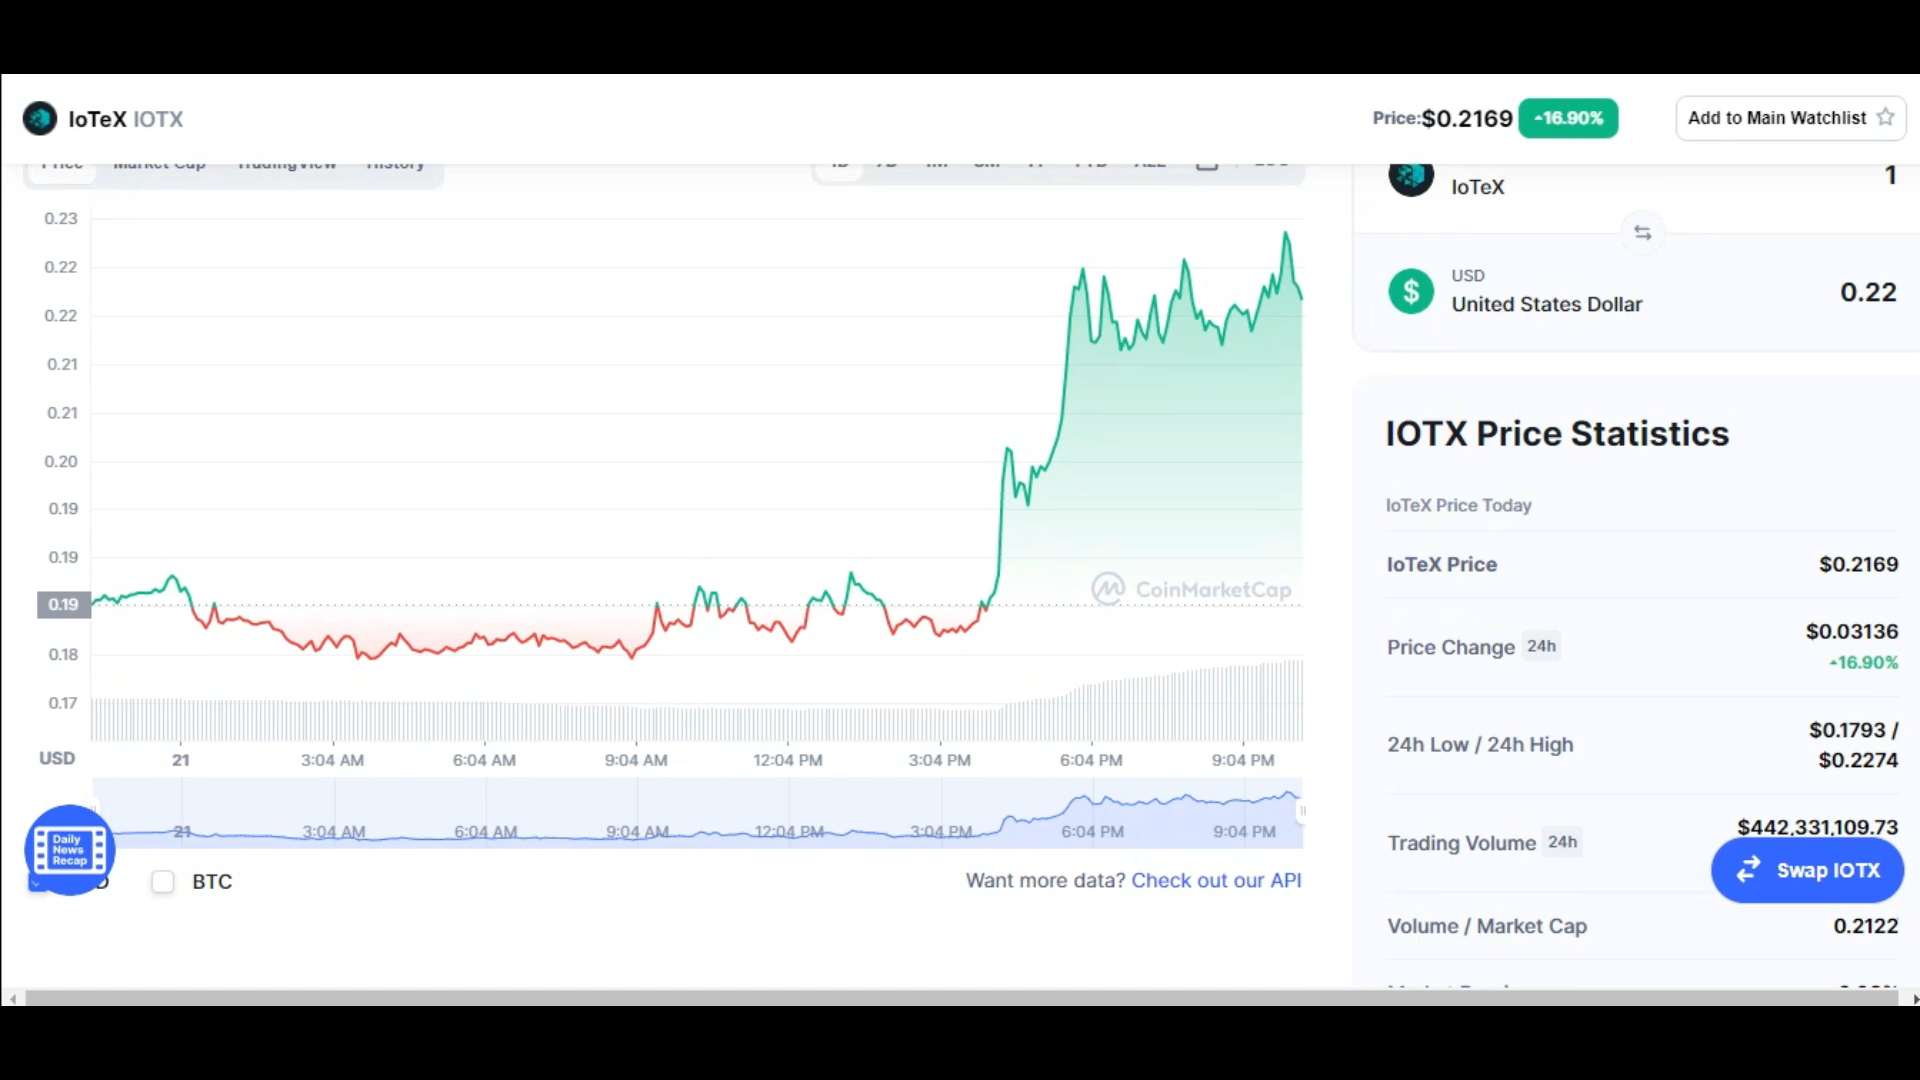 IoTeX IOTX
Price:$0.2169 16.90% Add to Main Watchlist
Price Market Cap TradingView History
IoTeX 1
USD
United States Dollar 0.22
0.23
0.22
0.22
0.21
0.21
0.20
0.19
0.19
0.19
0.18
0.17
CoinMarketCap
USD 21 3:04 AM 6:04 AM 9:04 AM 12:04 PM 3:04 PM 6:04 PM 9:04 PM
21 3:04 AM 6:04 AM 9:04 AM 12:04 PM 3:04 PM 6:04 PM 9:04 PM
Daily
News
Recap
BTC
Want more data? Check out our API
IOTX Price Statistics
IoTeX Price Today
IoTeX Price $0.2169
Price Change 24h $0.03136
16.90%
24h Low / 24h High $0.1793 /
$0.2274
Trading Volume 24h $442,331,109.73
Swap IOTX
Volume / Market Cap 0.2122